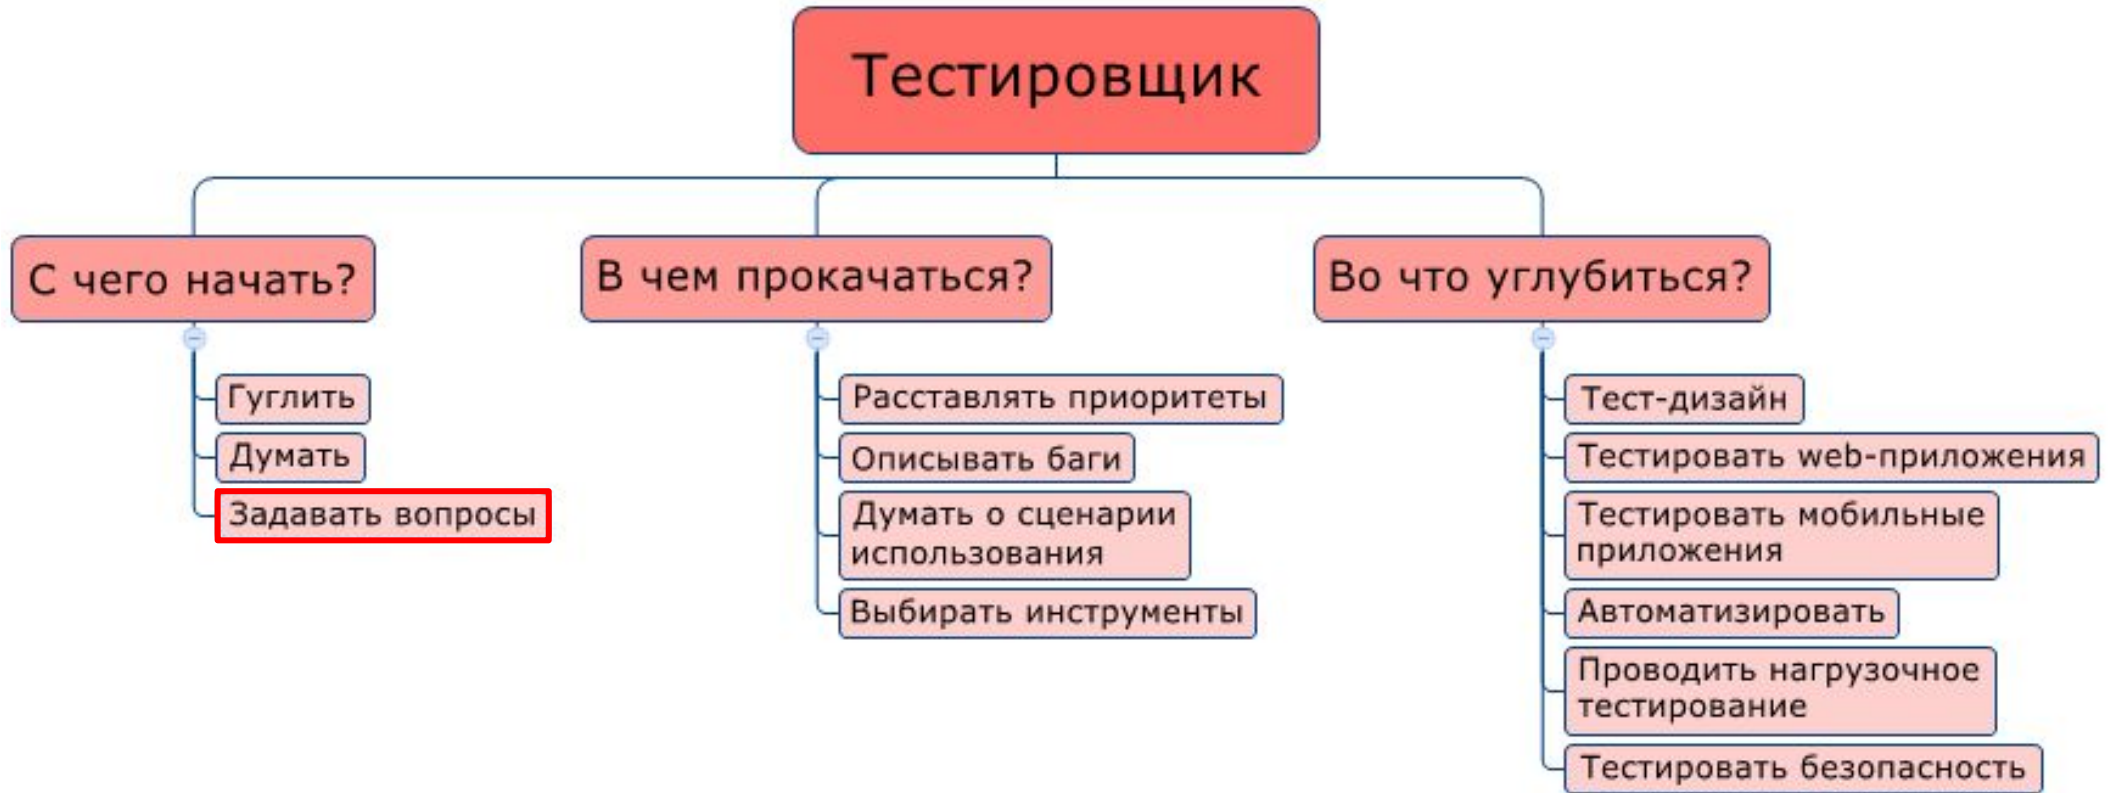 Тестировщик
С чего начать?
Гуглить
Думать
Задавать вопросы
В чем прокачаться?
Расставлять приоритеты
Описывать баги
Думать о сценарии
использования
Выбирать инструменты
Во что углубиться?
Тест-дизайн
Тестировать web-приложения
Тестировать мобильные
приложения
Автоматизировать
Проводить нагрузочное
тестирование
Тестировать безопасность